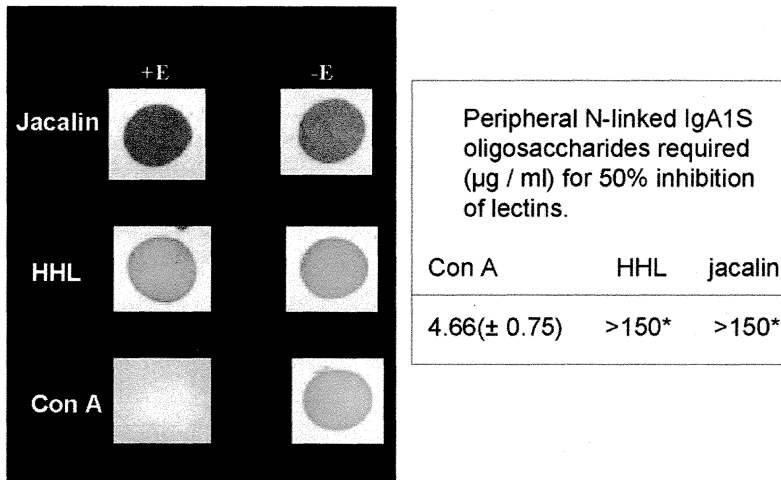 +E -E
Jacalin
HHL
Con A
Peripheral N-linked IgA1S
oligosaccharides required
(µg / ml) for 50% inhibition
of lectins.
Con A HHL jacalin
4.66(± 0.75) >150* >150*